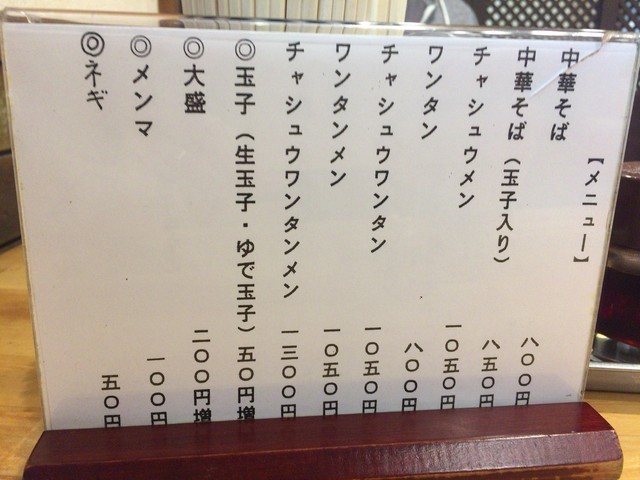 【メニュー】
中華そば 八〇〇円
中華そば（玉子入り） 八五〇円
チャシュウメン 一〇五〇円
ワンタン 八〇〇円
チャシュウワンタン 一〇五〇円
ワンタンメン 一〇五〇円
チャシュウワンタンメン 一三〇〇円
◎玉子（生玉子・ゆで玉子）五〇円増
◎大盛 二〇〇円増
◎メンマ 一〇〇円
◎ネギ 五〇円